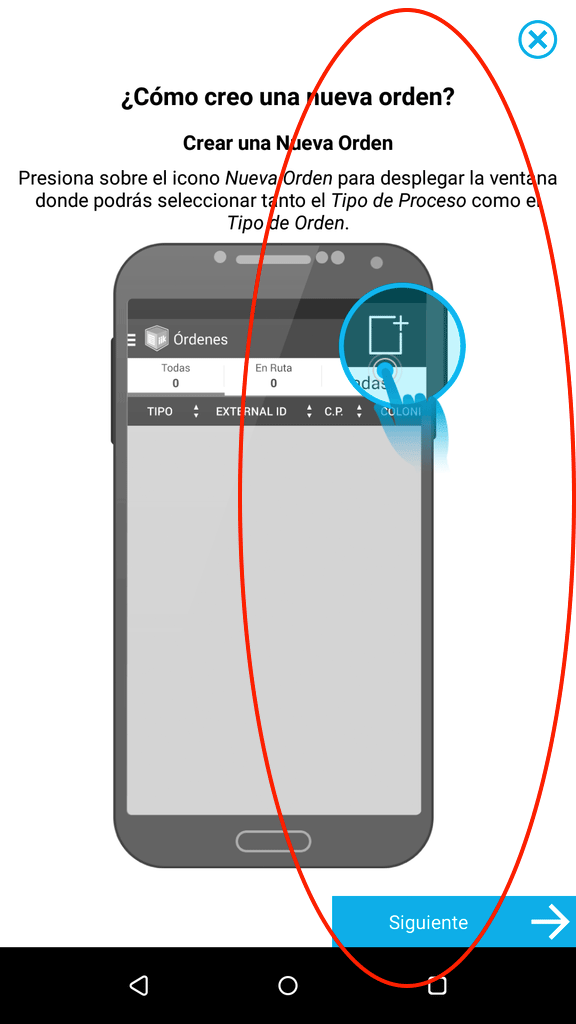 ¿Cómo creo una nueva orden?
Crear una Nueva Orden
Presiona sobre el icono Nueva Orden para desplegar la ventana
donde podrás seleccionar tanto el Tipo de Proceso como el
Tipo de Orden.
Órdenes
Todas
0
En Ruta
0
adas
TIPO EXTERNAL ID C.P. COLONI
Siguiente